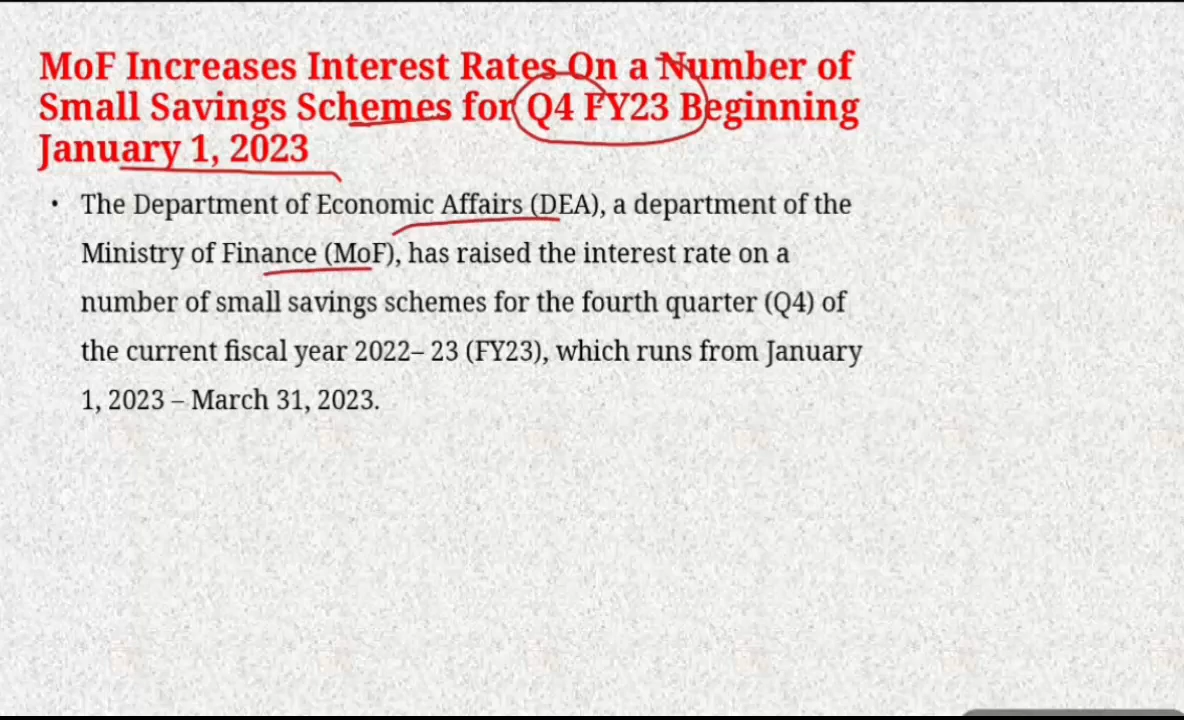 MoF Increases Interest Rates On a Number of
Small Savings Schemes for Q4 FY23 Beginning
January 1, 2023
• The Department of Economic Affairs (DEA), a department of the
Ministry of Finance (MoF), has raised the interest rate on a
number of small savings schemes for the fourth quarter (Q4) of
the current fiscal year 2022– 23 (FY23), which runs from January
1, 2023 – March 31, 2023.